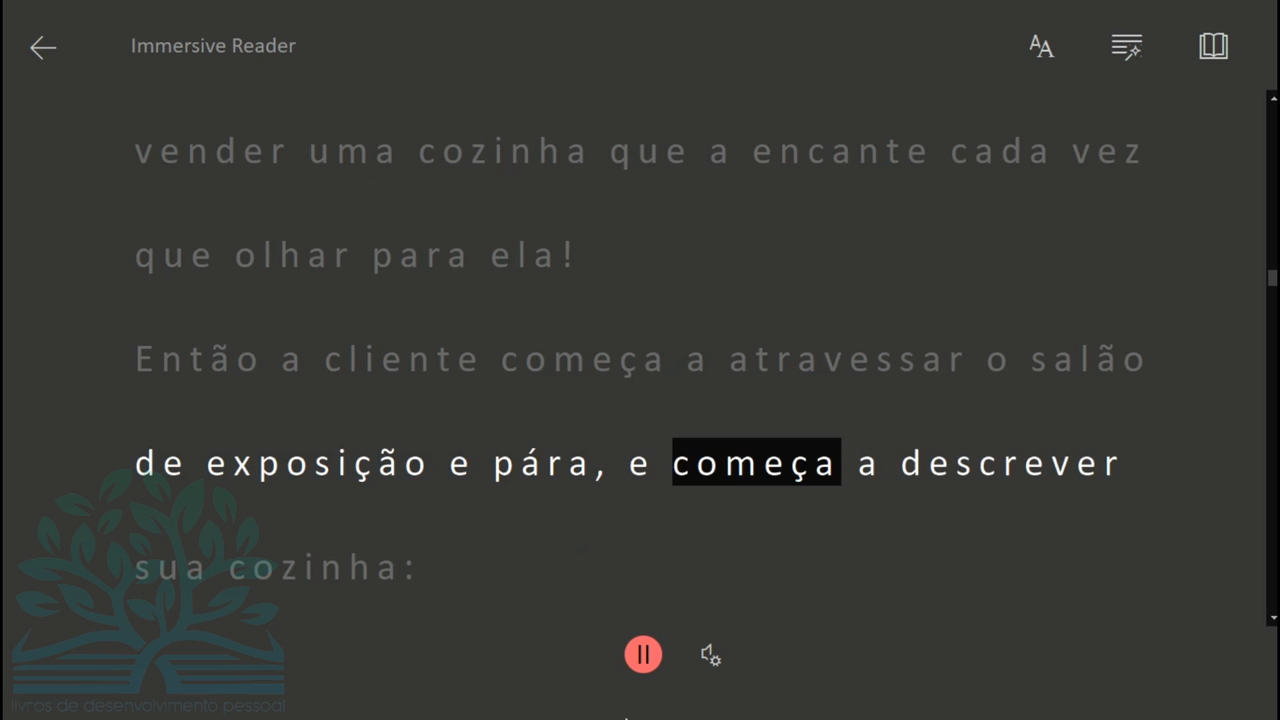 Immersive Reader
vender uma cozinha que a encante cada vez
que olhar para ela!
Então a cliente começa a atravessar o salão
de exposição e pára, e começa a descrever
sua cozinha:
livros de desenvolvimento pessoal